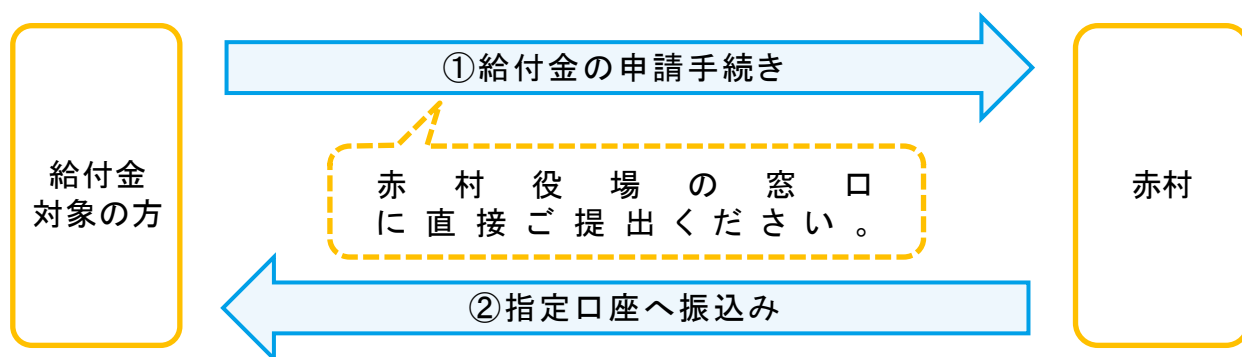 ①給付金の申請手続き
給付金
対象の方
赤村役場の窓口
に直接ご提出ください。
赤村
②指定口座へ振込み